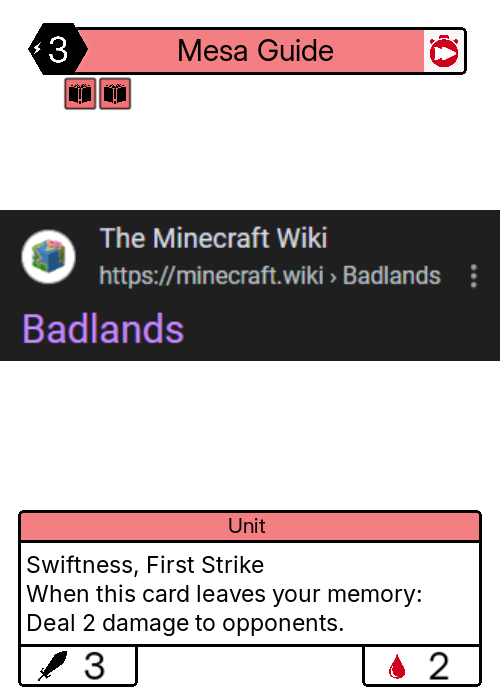 3 Mesa Guide
The Minecraft Wiki
https://minecraft.wiki › Badlands
Badlands
Unit
Swiftness, First Strike
When this card leaves your memory:
Deal 2 damage to opponents.
3 2